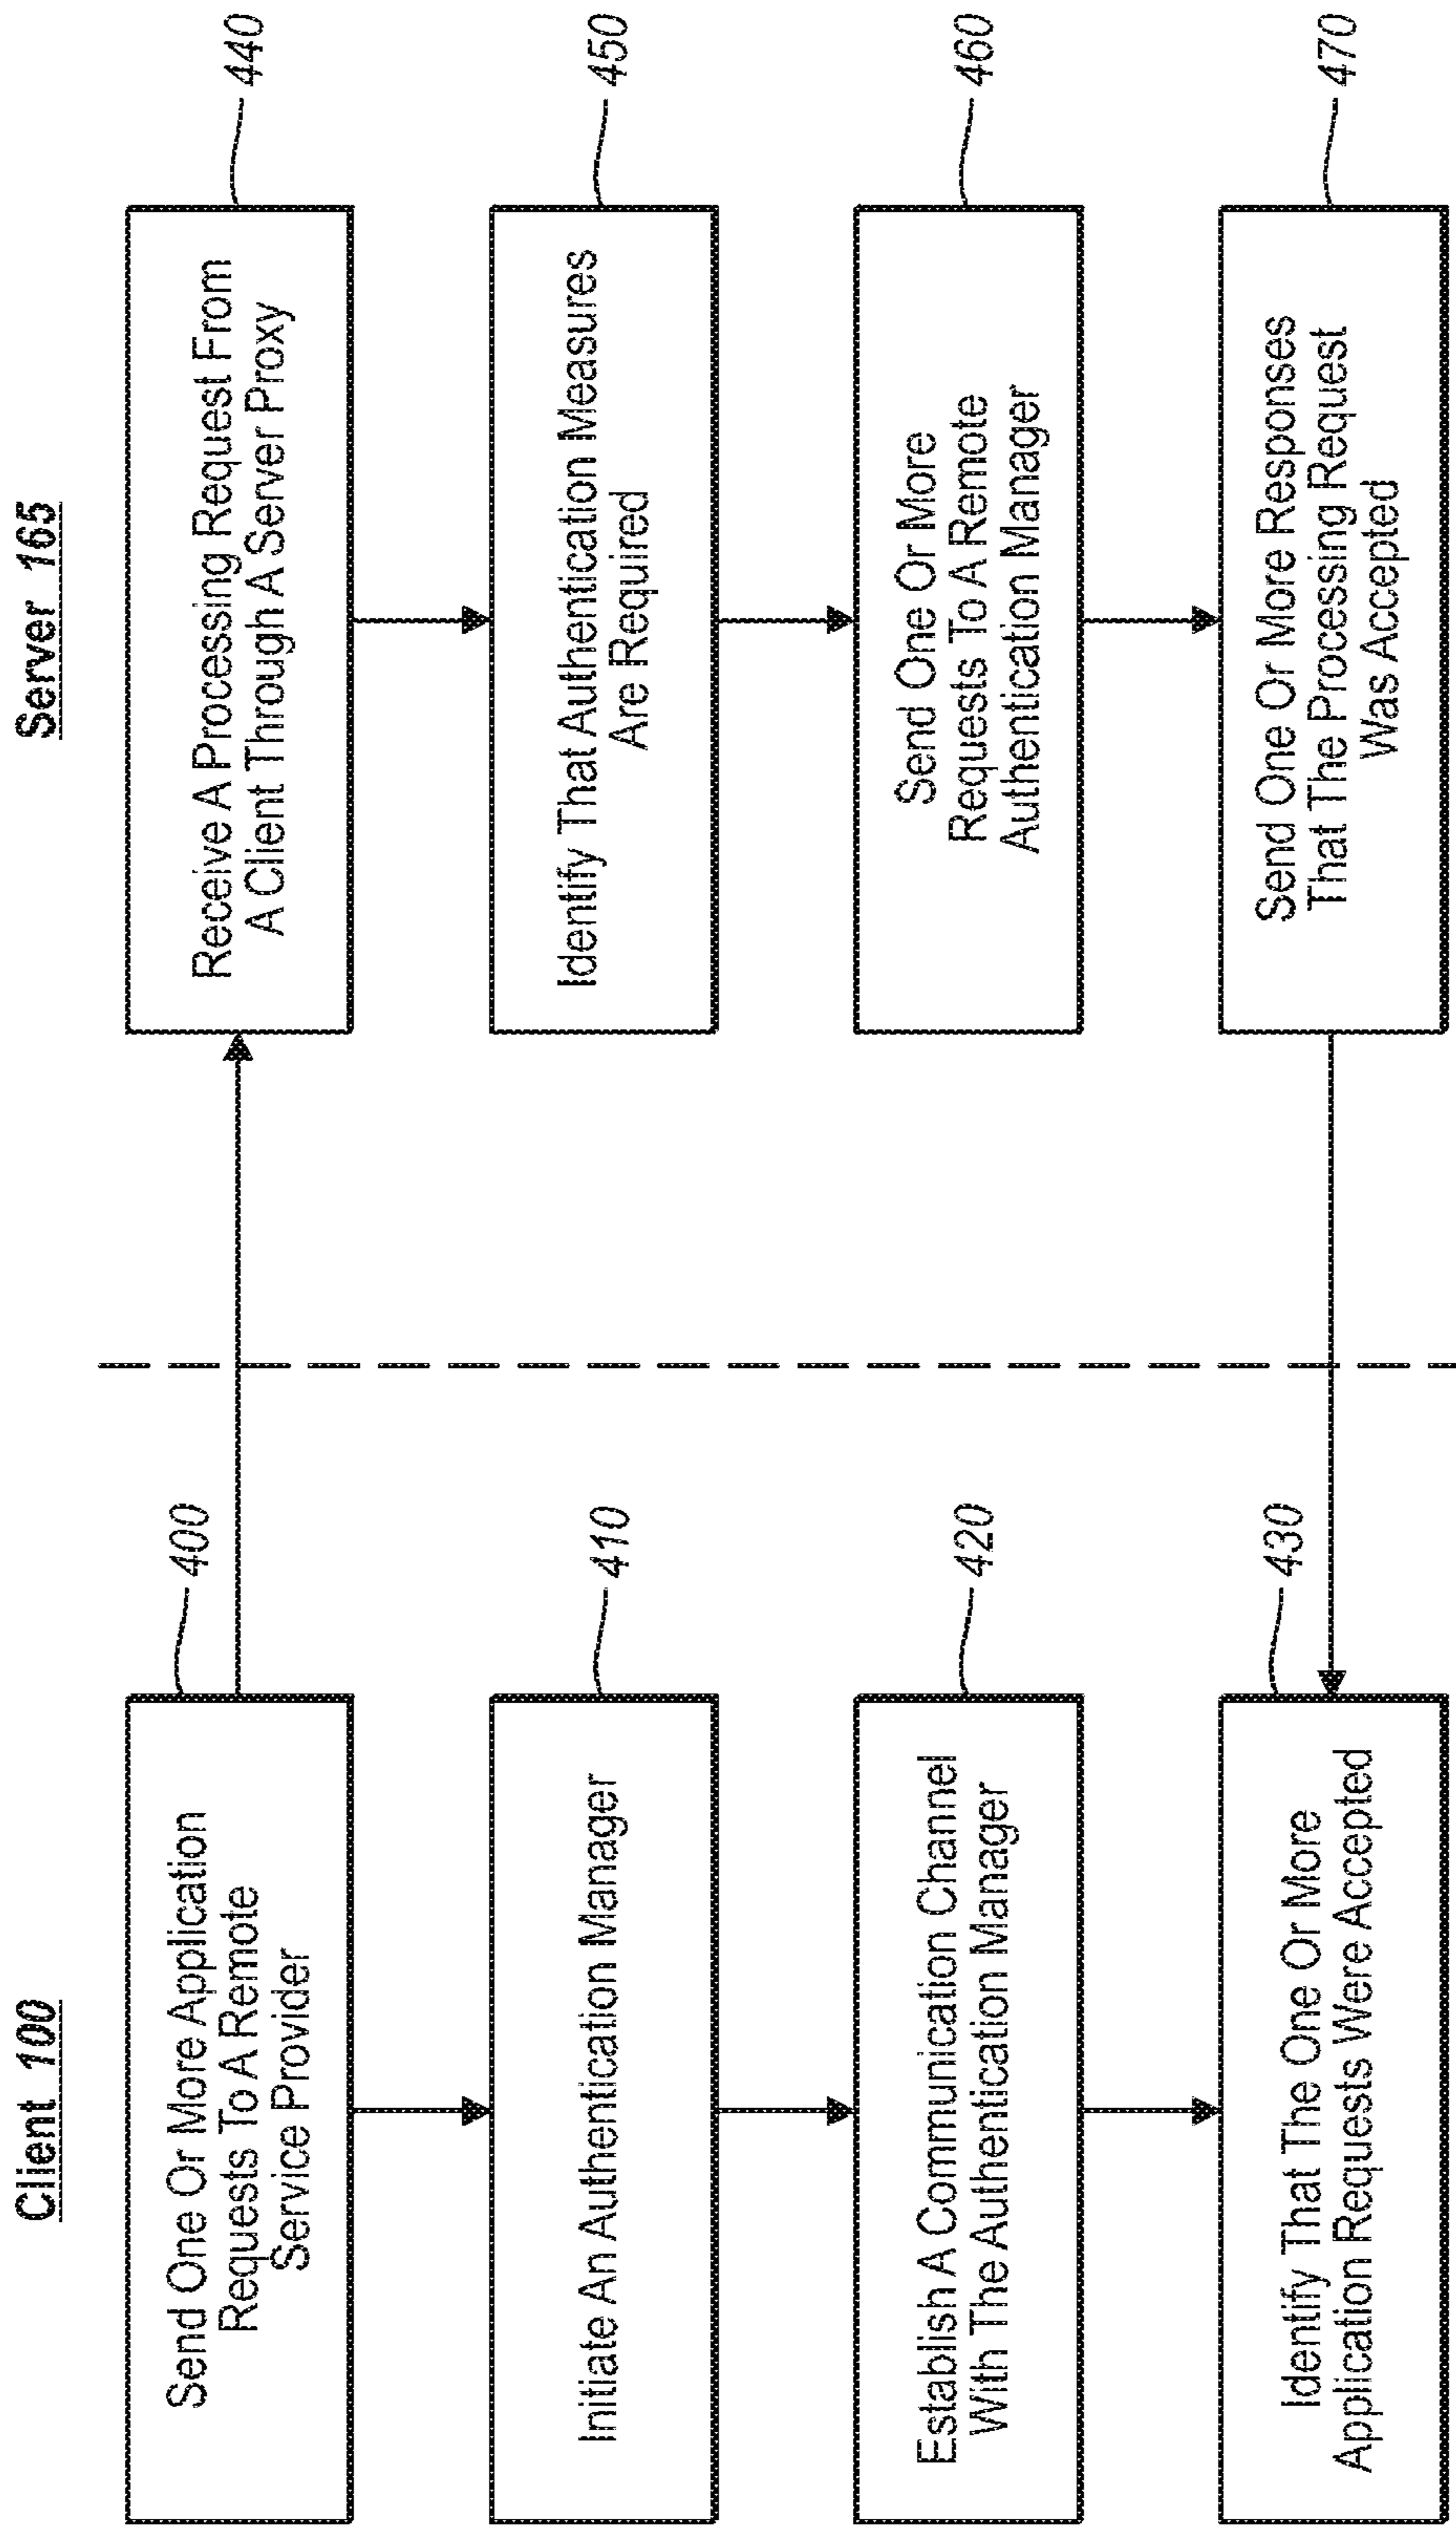 Client 100
Server 165
400
Send One Or More Application
Requests To A Remote
Service Provider
440
Receive A Processing Request From
A Client Through A Server Proxy
410
Initiate An Authentication Manager
450
Identify That Authentication Measures
Are Required
420
Establish A Communication Channel
With The Authentication Manager
460
Send One Or More
Requests To A Remote
Authentication Manager
430
Identify That The One Or More
Application Requests Were Accepted
470
Send One Or More Responses
That The Processing Request
Was Accepted